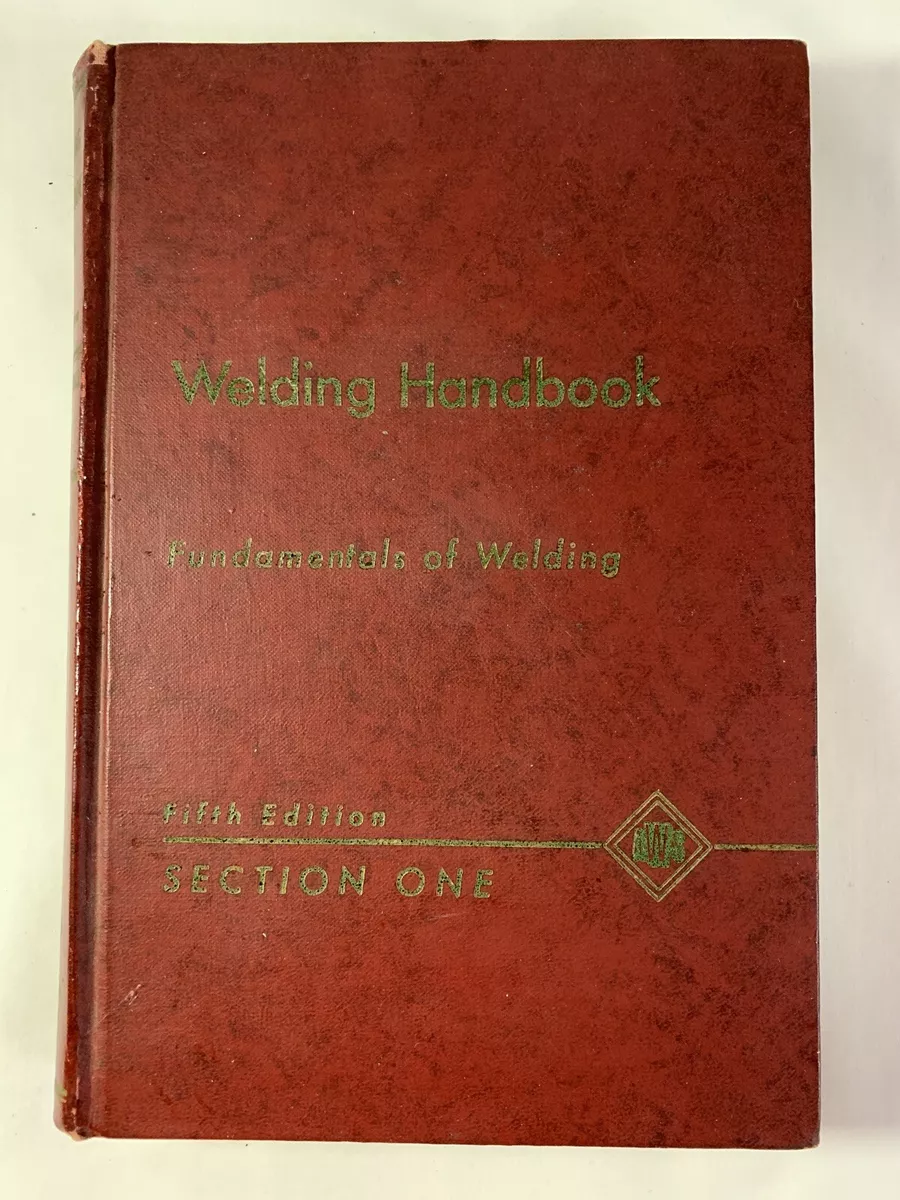 Welding Handbook
Fundamentals of Welding
Fifth Edition
SECTION ONE